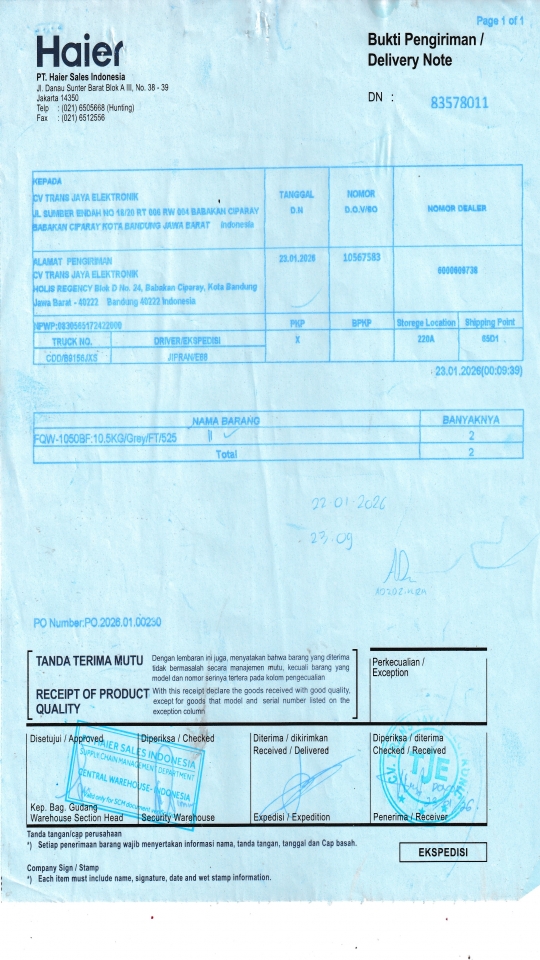 Page 1 of 1
Haier
Bukti Pengiriman /
Delivery Note
PT. Haier Sales Indonesia
Jl. Danau Sunter Barat Blok A III, No. 38 - 39
Jakarta 14350
Telp : (021) 6505668 (Hunting)
Fax : (021) 6512556
DN : 83578011
KEPADA
CV TRANS JAYA ELEKTRONIK
JL SUMBER ENDAH NO 18/20 RT 006 RW 004 BABAKAN CIPARAY
BABAKAN CIPARAY KOTA BANDUNG JAWA BARAT Indonesia
TANGGAL
D.N
NOMOR
D.O.V/SO
NOMOR DEALER
ALAMAT PENGIRIMAN
CV TRANS JAYA ELEKTRONIK
HOLIS REGENCY Blok D No. 24, Babakan Ciparay, Kota Bandung
Jawa Barat - 40222 Bandung 40222 Indonesia
23.01.2026
10567583
NPWP:0830565172422000
PKP
BPKP
Storege Location
Shipping Point
TRUCK NO.
DRIVER/EKSPEDISI
X
220A
65D1
JIPRAN/E66
23.01.2026(00:09:39)
NAMA BARANG
BANYAKNYA
FQW-1050BF:10.5KG/Grey/FT/525
2
Total
2
22-01-2026
23.09
PO Number:PO.2026.01.00250
TANDA TERIMA MUTU
Dengan lembaran ini juga, menyatakan bahwa barang yang diterima
tidak bermasalah secara manajemen mutu, kecuali barang yang
model dan nomor serinya tertera pada kolom pengecualian
RECEIPT OF PRODUCT
QUALITY
With this receipt declare the goods received with good quality,
except for goods that model and serial number listed on the
exception column
Perkecualian /
Exception
Disetujui / Approved
Diperiksa / Checked
Diterima / dikirimkan
Received / Delivered
Diperiksa / diterima
Checked / Received
HAIER SALES INDONESIA
SUPPLY CHAIN MANAGEMENT DEPARTMENT
CENTRAL WAREHOUSE- INDONESIA
only for SCM document
TJE
Kep. Bag. Gudang
Warehouse Section Head
Security Warehouse
Expedisi / Expedition
Penerima / Receiver
Tanda tangan/cap perusahaan
*) Setiap penerimaan barang wajib menyertakan informasi nama, tanda tangan, tanggal dan Cap basah.
EKSPEDISI
Company Sign / Stamp
*) Each item must include name, signature, date and wet stamp information.